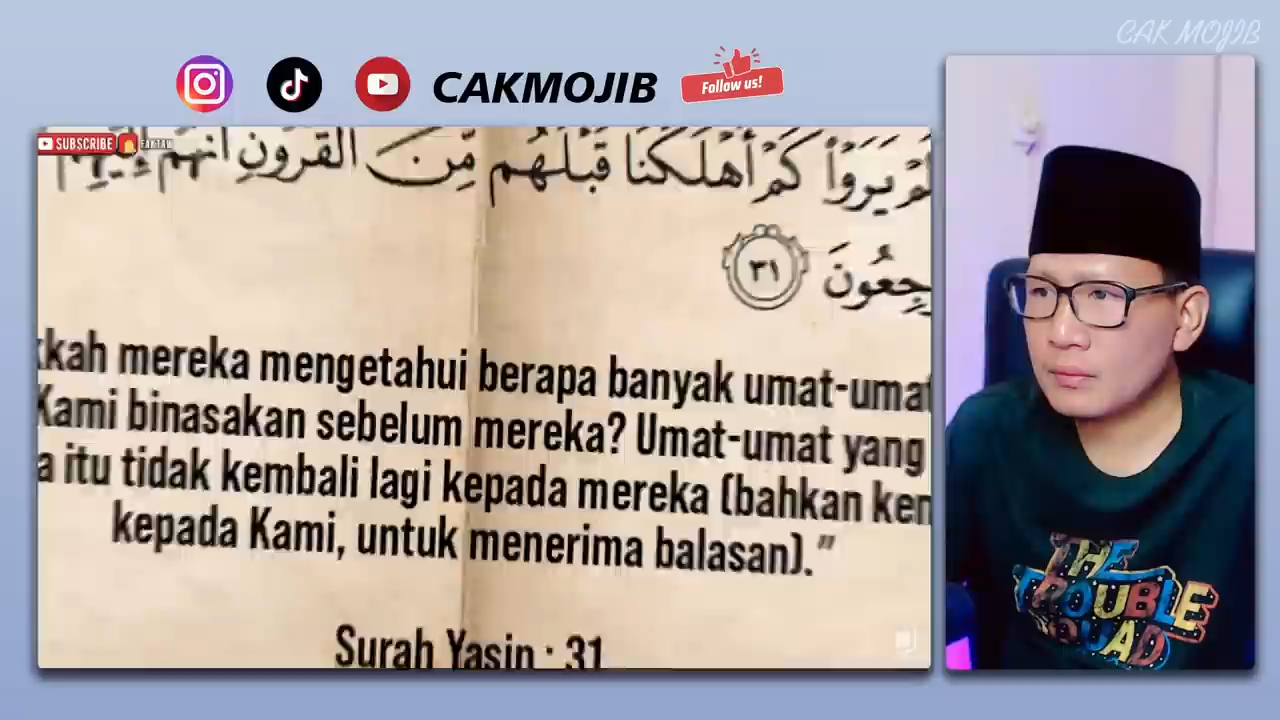 CAK MOJIB
CAKMOJIB
Follow us!
SUBSCRIBE
يَرَوْا۟ كَمْ أَهْلَكْنَا قَبْلَهُم مِّنَ الْقُرُونِ أَنَّهُمْ إِلَيْهِمْ
٣١
kah mereka mengetahui berapa banyak umat-umat
Kami binasakan sebelum mereka? Umat-umat yang
a itu tidak kembali lagi kepada mereka (bahkan
kepada Kami, untuk menerima balasan).”
Surah Yasin : 31
THE
TROUBLE
SQUAD